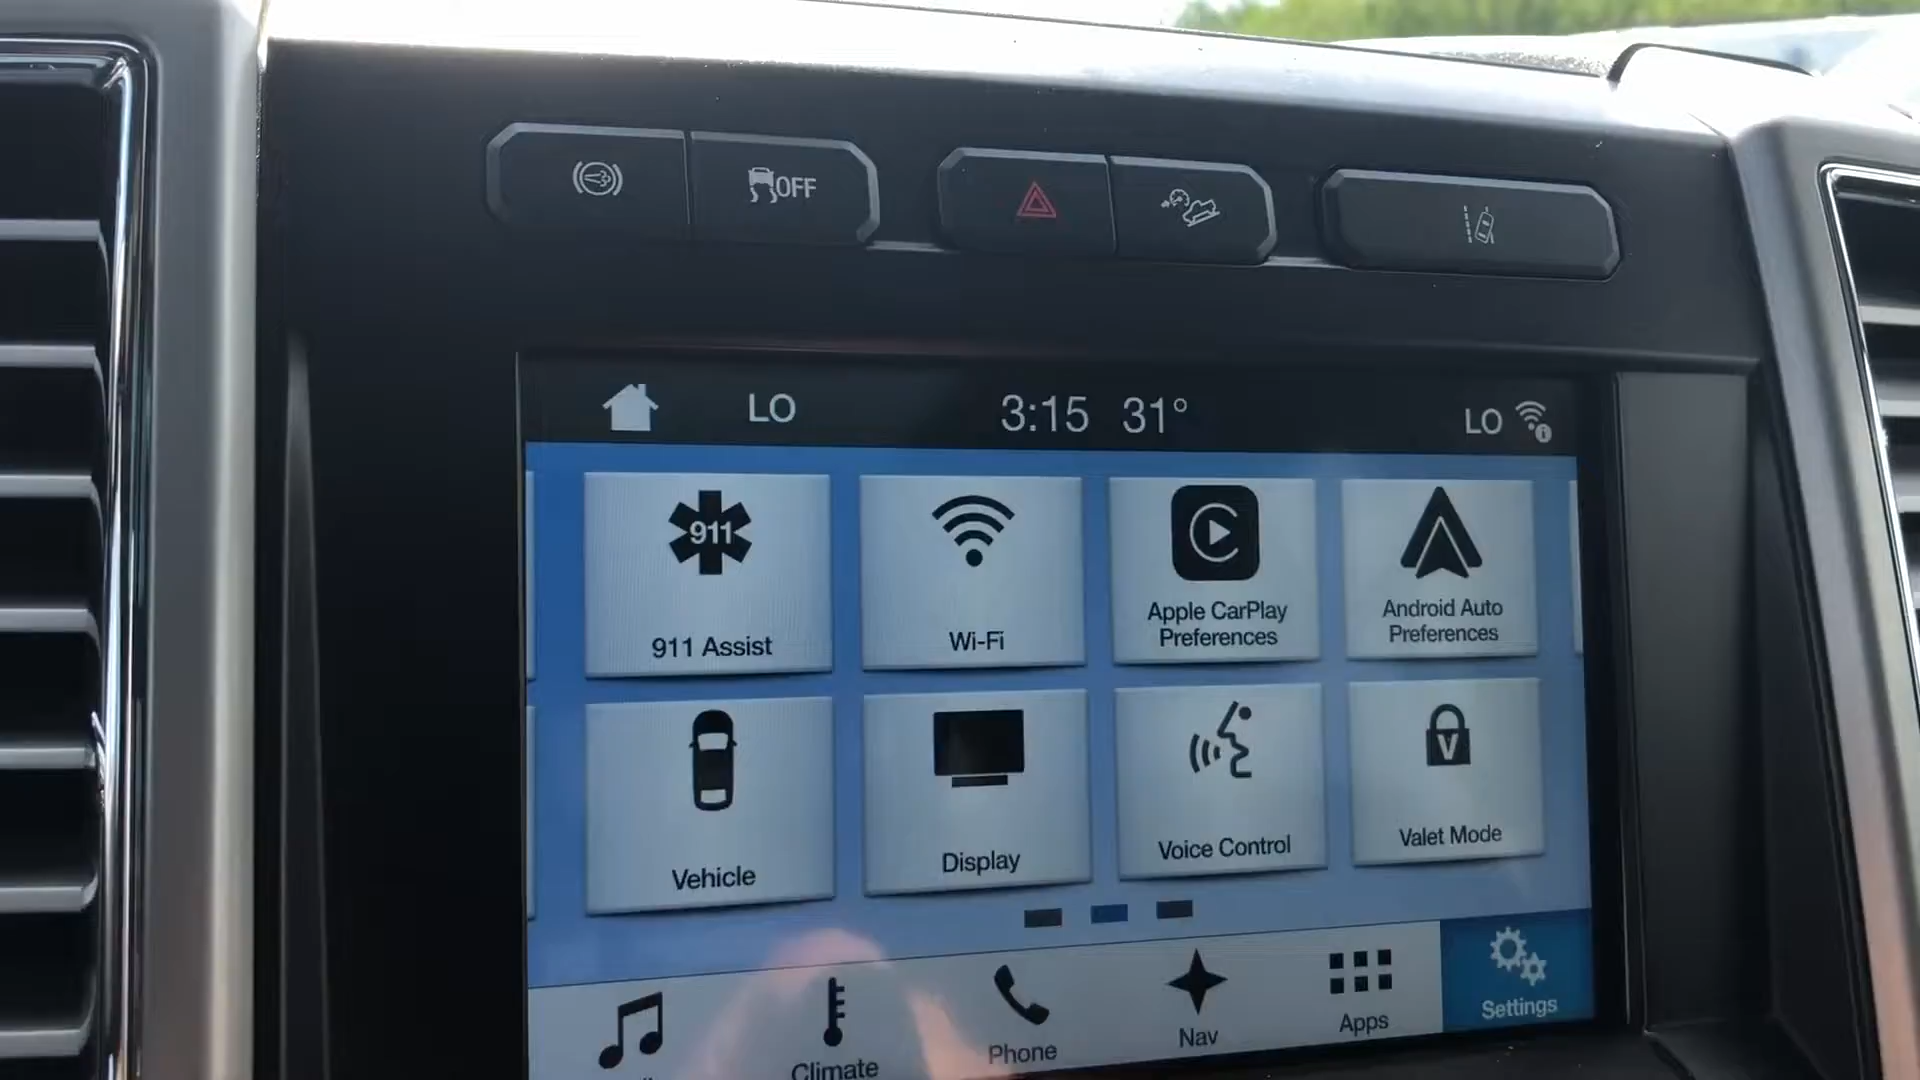 OFF
LO 3:15 31° LO
911
911 Assist
Wi-Fi
Apple CarPlay
Preferences
Android Auto
Preferences
Vehicle
Display
Voice Control
V
Valet Mode
Climate
Phone
Nav
Apps
Settings